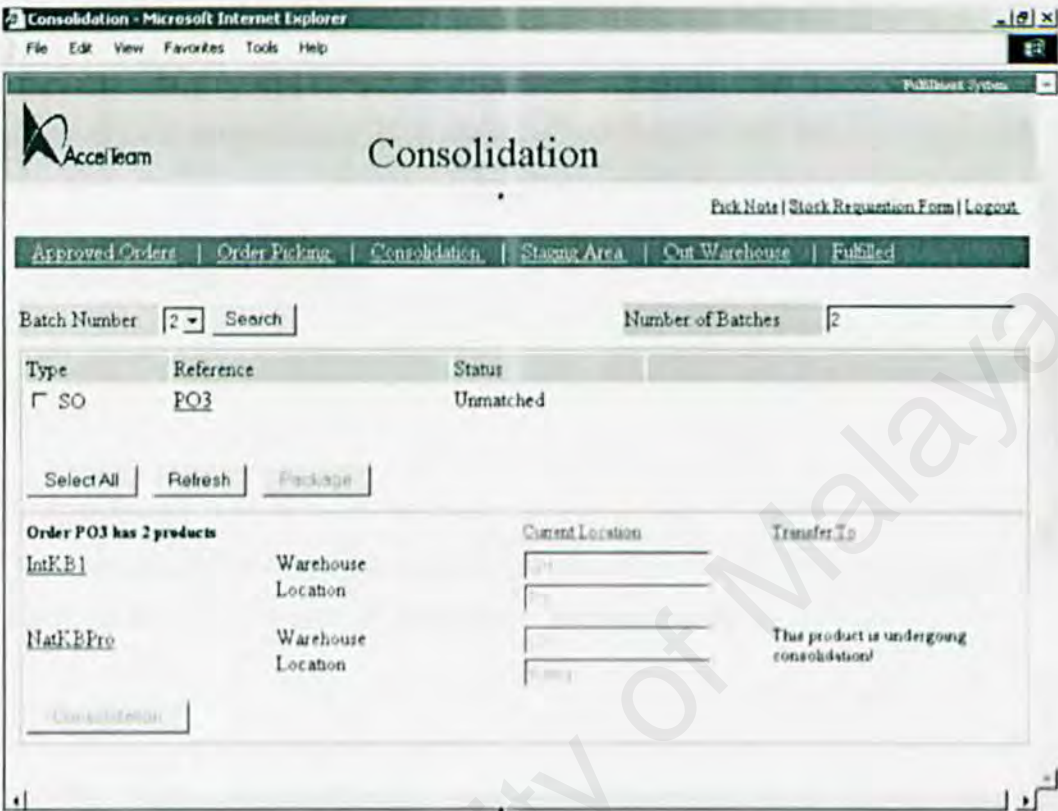 Consolidation - Microsoft Internet Explorer
File Edit View Favorites Tools Help
Fulfillment System
AccelTeam
Consolidation
Pick Note | Stock Requisition Form | Logout
Approved Orders | Order Picking | Consolidation | Staging Area | Out Warehouse | Fulfilled
Batch Number 2 Search Number of Batches 2
Type Reference Status
SO PO3 Unmatched
Select All Refresh Package
Order PO3 has 2 products Current Location Transfer To
IntKB1 Warehouse
Location
NatKBPro Warehouse This product is undergoing
Location consolidation!
Consolidation
ity of Malaya